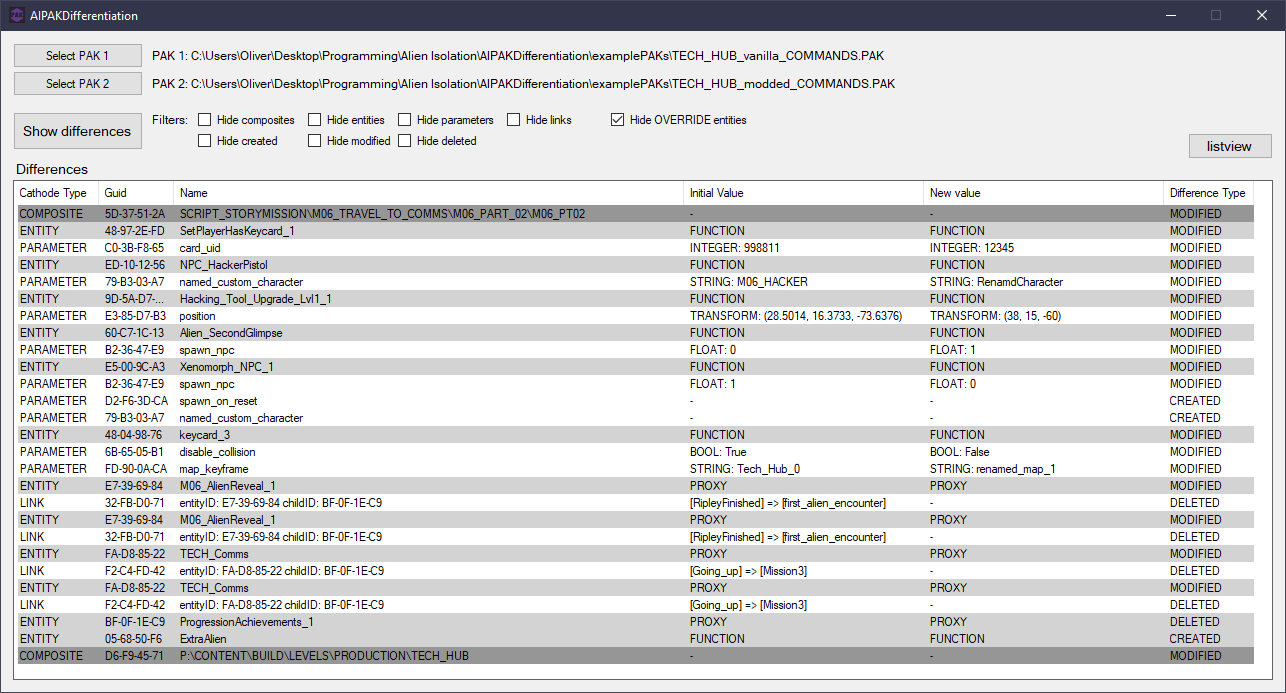 AIPAKDifferentiation
Select PAK 1 PAK 1: C:\Users\Oliver\Desktop\Programming\Alien Isolation\AIPAKDifferentiation\examplePAKs\TECH_HUB_vanilla_COMMANDS.PAK
Select PAK 2 PAK 2: C:\Users\Oliver\Desktop\Programming\Alien Isolation\AIPAKDifferentiation\examplePAKs\TECH_HUB_modded_COMMANDS.PAK
Show differences Filters: Hide composites Hide entities Hide parameters Hide links Hide OVERRIDE entities
Hide created Hide modified Hide deleted
listview
Differences
Cathode Type Guid Name Initial Value New value Difference Type
COMPOSITE 5D-37-51-2A SCRIPT_STORYMISSION\M06_TRAVEL_TO_COMMS\M06_PART_02\M06_PT02 - - MODIFIED
ENTITY 48-97-2E-FD SetPlayerHasKeycard_1 FUNCTION FUNCTION MODIFIED
PARAMETER C0-3B-F8-65 card_uid INTEGER: 998811 INTEGER: 12345 MODIFIED
ENTITY ED-10-12-56 NPC_HackerPistol FUNCTION FUNCTION MODIFIED
PARAMETER 79-B3-03-A7 named_custom_character STRING: M06_HACKER STRING: RenamdCharacter MODIFIED
ENTITY 9D-5A-D7-... Hacking_Tool_Upgrade_Lvl1_1 FUNCTION FUNCTION MODIFIED
PARAMETER E3-85-D7-B3 position TRANSFORM: (28.5014, 16.3733, -73.6376) TRANSFORM: (38, 15, -60) MODIFIED
ENTITY 60-C7-1C-13 Alien_SecondGlimpse FUNCTION FUNCTION MODIFIED
PARAMETER B2-36-47-E9 spawn_npc FLOAT: 0 FLOAT: 1 MODIFIED
ENTITY E5-00-9C-A3 Xenomorph_NPC_1 FUNCTION FUNCTION MODIFIED
PARAMETER B2-36-47-E9 spawn_npc FLOAT: 1 FLOAT: 0 MODIFIED
PARAMETER D2-F6-3D-CA spawn_on_reset - - CREATED
PARAMETER 79-B3-03-A7 named_custom_character - - CREATED
ENTITY 48-04-98-76 keycard_3 FUNCTION FUNCTION MODIFIED
PARAMETER 6B-65-05-B1 disable_collision BOOL: True BOOL: False MODIFIED
PARAMETER FD-90-0A-CA map_keyframe STRING: Tech_Hub_0 STRING: renamed_map_1 MODIFIED
ENTITY E7-39-69-84 M06_AlienReveal_1 PROXY PROXY MODIFIED
LINK 32-FB-D0-71 entityID: E7-39-69-84 childID: BF-0F-1E-C9 [RipleyFinished] => [first_alien_encounter] - DELETED
ENTITY E7-39-69-84 M06_AlienReveal_1 PROXY PROXY MODIFIED
LINK 32-FB-D0-71 entityID: E7-39-69-84 childID: BF-0F-1E-C9 [RipleyFinished] => [first_alien_encounter] - DELETED
ENTITY FA-D8-85-22 TECH_Comms PROXY PROXY MODIFIED
LINK F2-C4-FD-42 entityID: FA-D8-85-22 childID: BF-0F-1E-C9 [Going_up] => [Mission3] - DELETED
ENTITY FA-D8-85-22 TECH_Comms PROXY PROXY MODIFIED
LINK F2-C4-FD-42 entityID: FA-D8-85-22 childID: BF-0F-1E-C9 [Going_up] => [Mission3] - DELETED
ENTITY BF-0F-1E-C9 ProgressionAchievements_1 PROXY PROXY DELETED
ENTITY 05-68-50-F6 ExtraAlien FUNCTION FUNCTION CREATED
COMPOSITE D6-F9-45-71 P:\CONTENT\BUILD\LEVELS\PRODUCTION\TECH_HUB - - MODIFIED